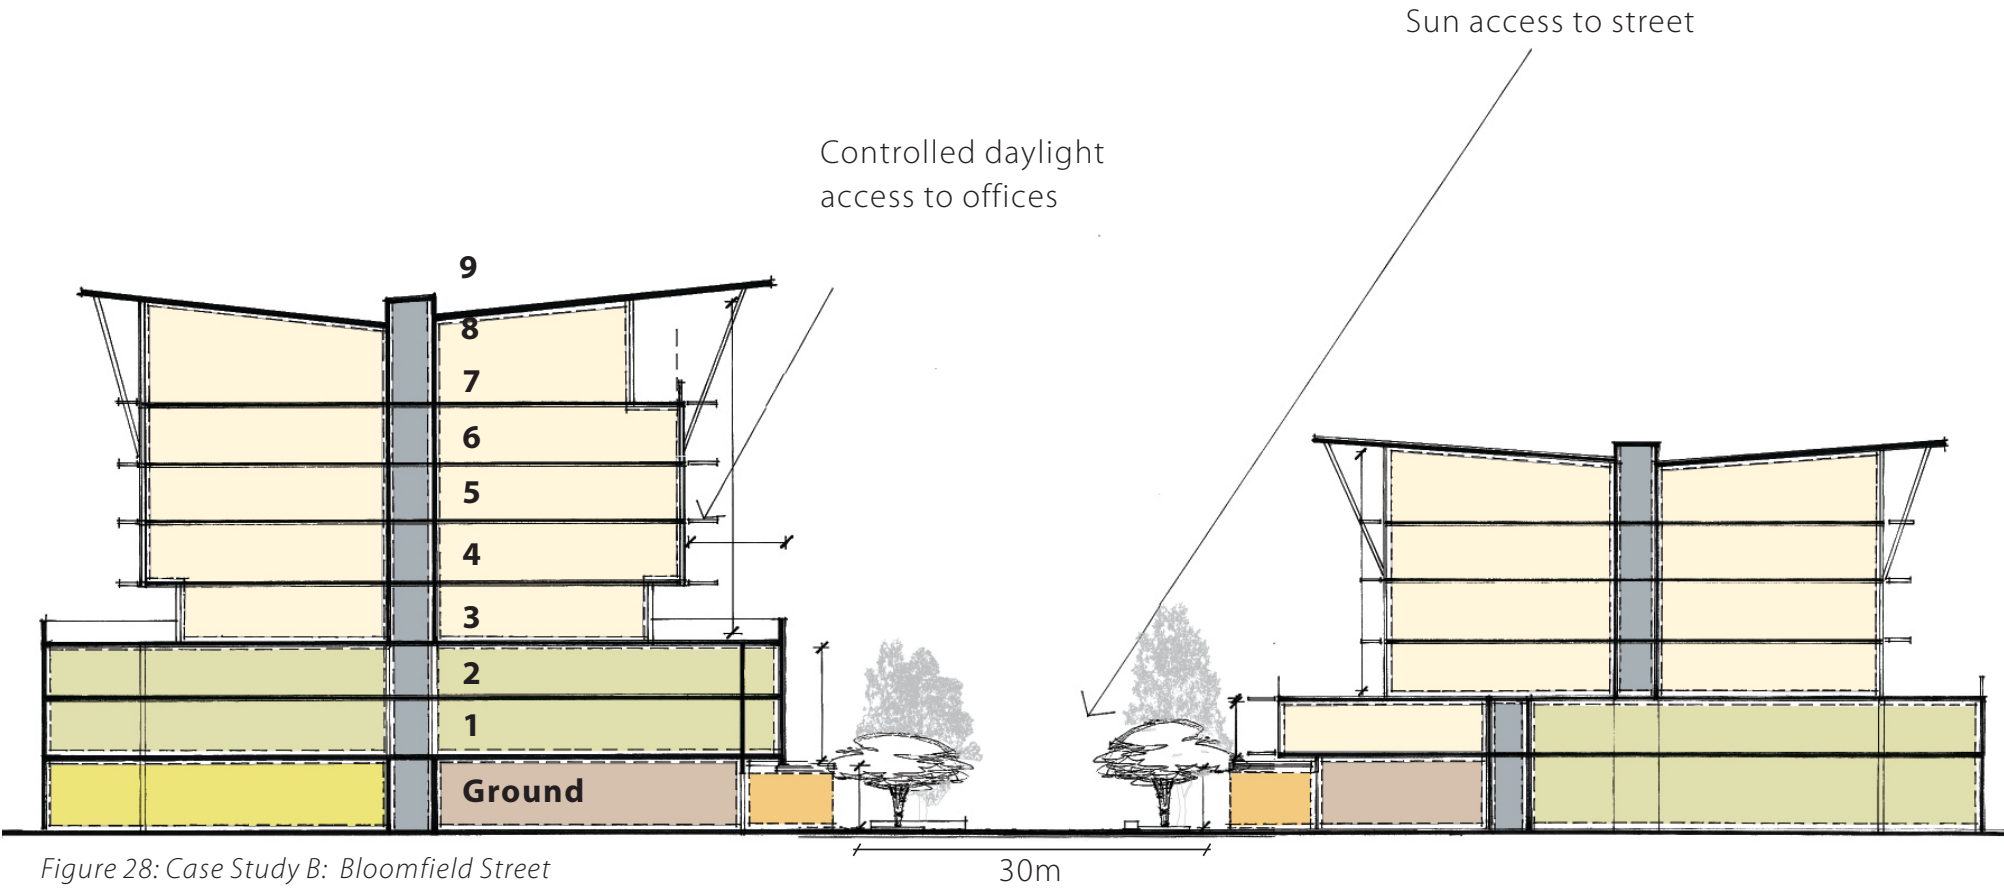 Sun access to street
Controlled daylight
access to offices
9
8
7
6
5
4
3
2
1
Ground
30m
Figure 28: Case Study B: Bloomfield Street